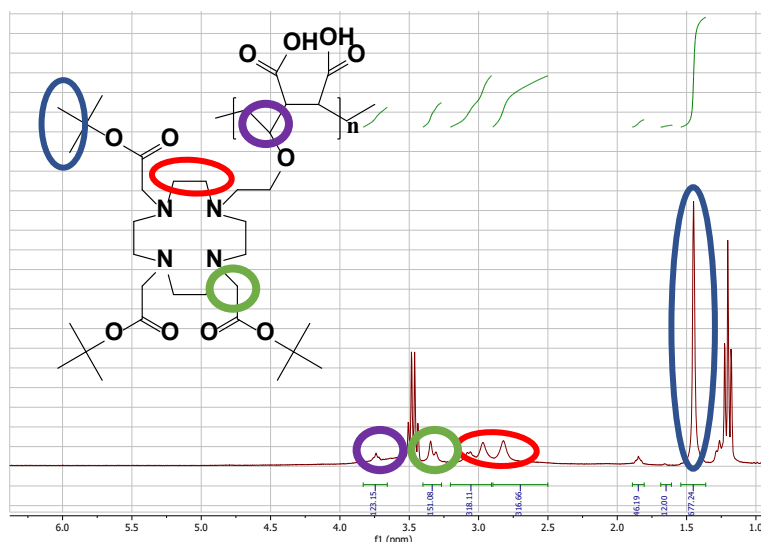 OH
OH
O
O
[
]
n
O
O
O
N
N
N
N
O
O
O
O
123.15
151.08
318.11
316.66
46.19
12.00
677.24
6.0
5.5
5.0
4.5
4.0
3.5
3.0
2.5
2.0
1.5
1.0
f1 (ppm)